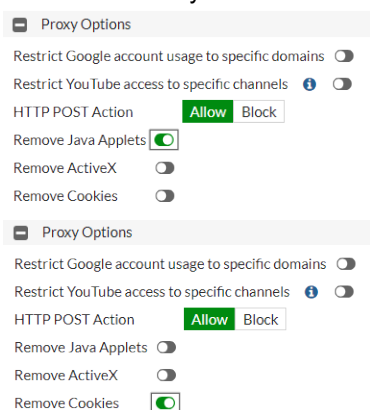 Proxy Options
Restrict Google account usage to specific domains
Restrict YouTube access to specific channels
HTTP POST Action Allow Block
Remove Java Applets
Remove ActiveX
Remove Cookies
Proxy Options
Restrict Google account usage to specific domains
Restrict YouTube access to specific channels
HTTP POST Action Allow Block
Remove Java Applets
Remove ActiveX
Remove Cookies